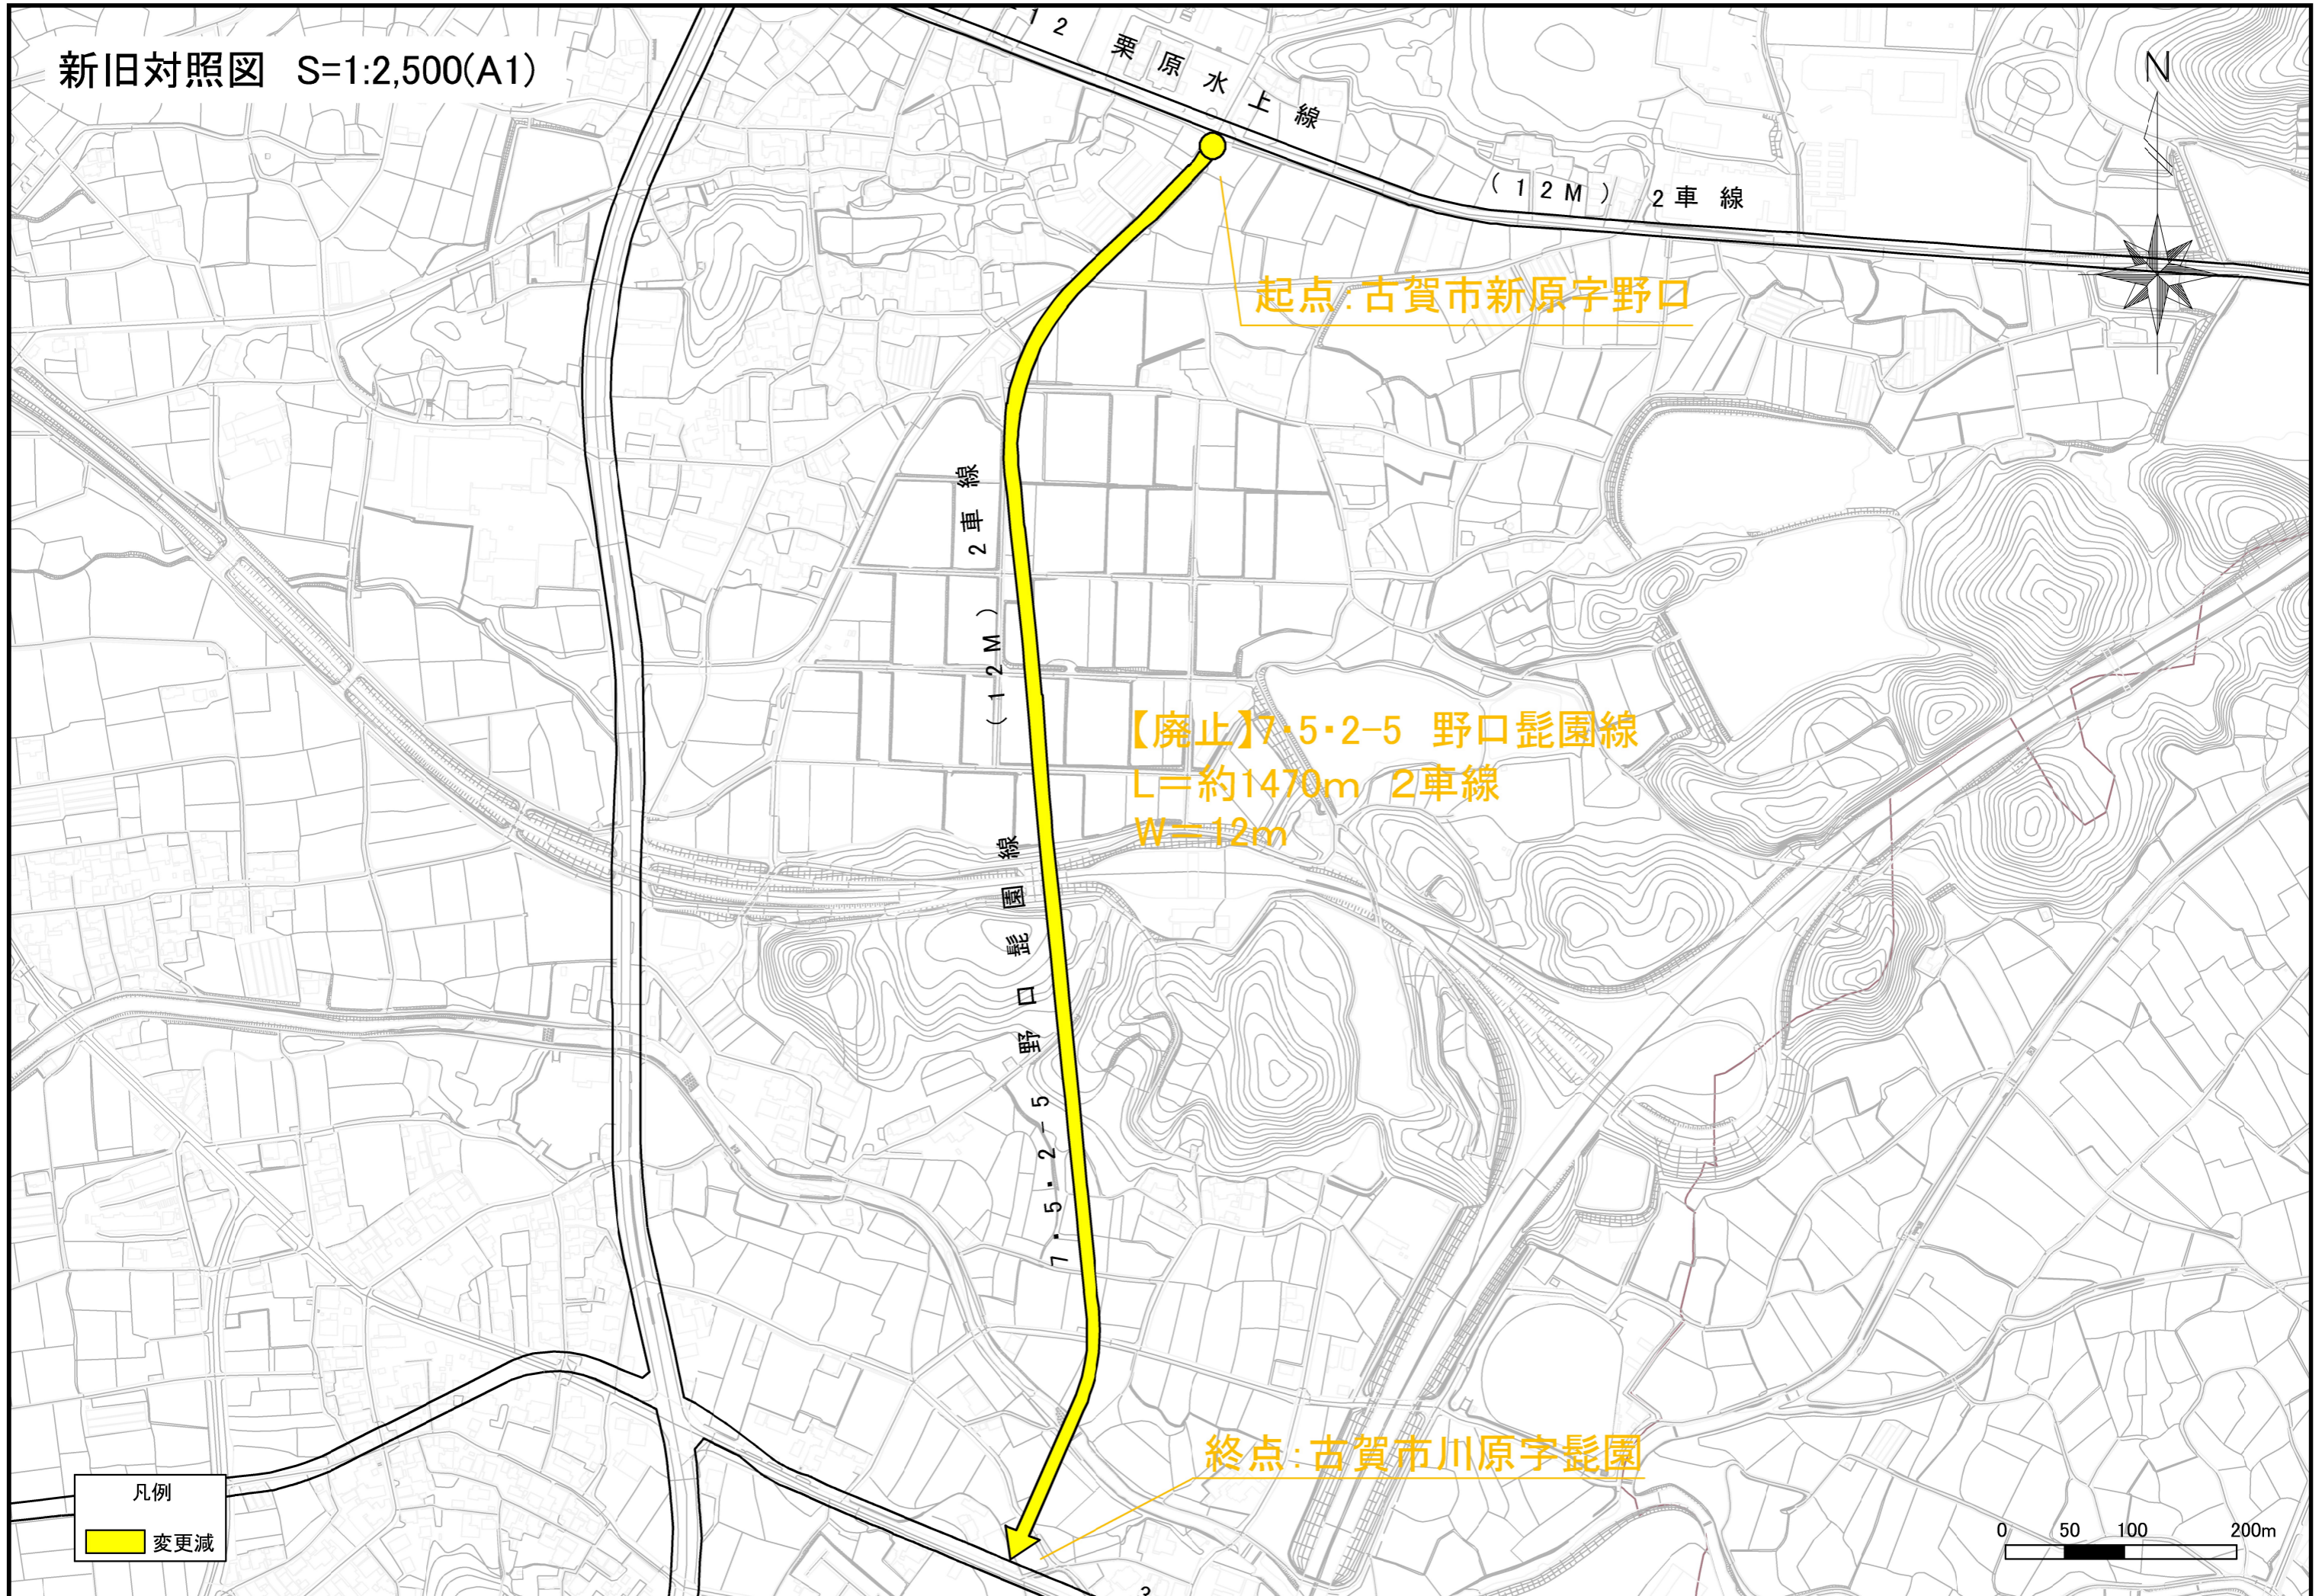 新旧対照図 S=1:2,500(A1)
12 栗原水上線
(12M) 2車線
N
起点:古賀市新原字野口
2車線
(12M)
【廃止】7・5・2-5 野口髭園線
L=約1470m 2車線
W=12m
7・5・2-5 野口髭園線
終点:古賀市川原字髭園
凡例
変更減
0 50 100 200m
3